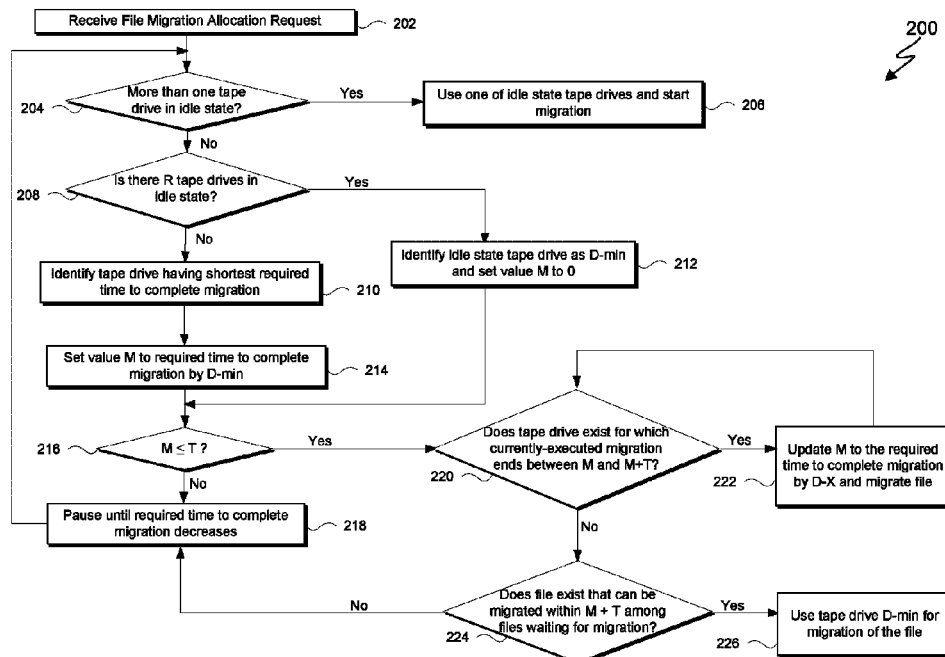 Receive File Migration Allocation Request
202
200
More than one tape
drive in idle state?
204
Yes
Use one of idle state tape drives and start
migration
206
No
Is there R tape drives in
idle state?
208
Yes
No
Identify tape drive having shortest required
time to complete migration
210
Identify idle state tape drive as D-min
and set value M to 0
212
Set value M to required time to complete
migration by D-min
214
M ≤ T ?
216
Yes
No
Does tape drive exist for which
currently-executed migration
ends between M and M+T?
220
Yes
Update M to the required
time to complete migration
by D-X and migrate file
222
Pause until required time to complete
migration decreases
218
No
Does file exist that can be
migrated within M + T among
files waiting for migration?
224
No
Yes
Use tape drive D-min for
migration of the file
226